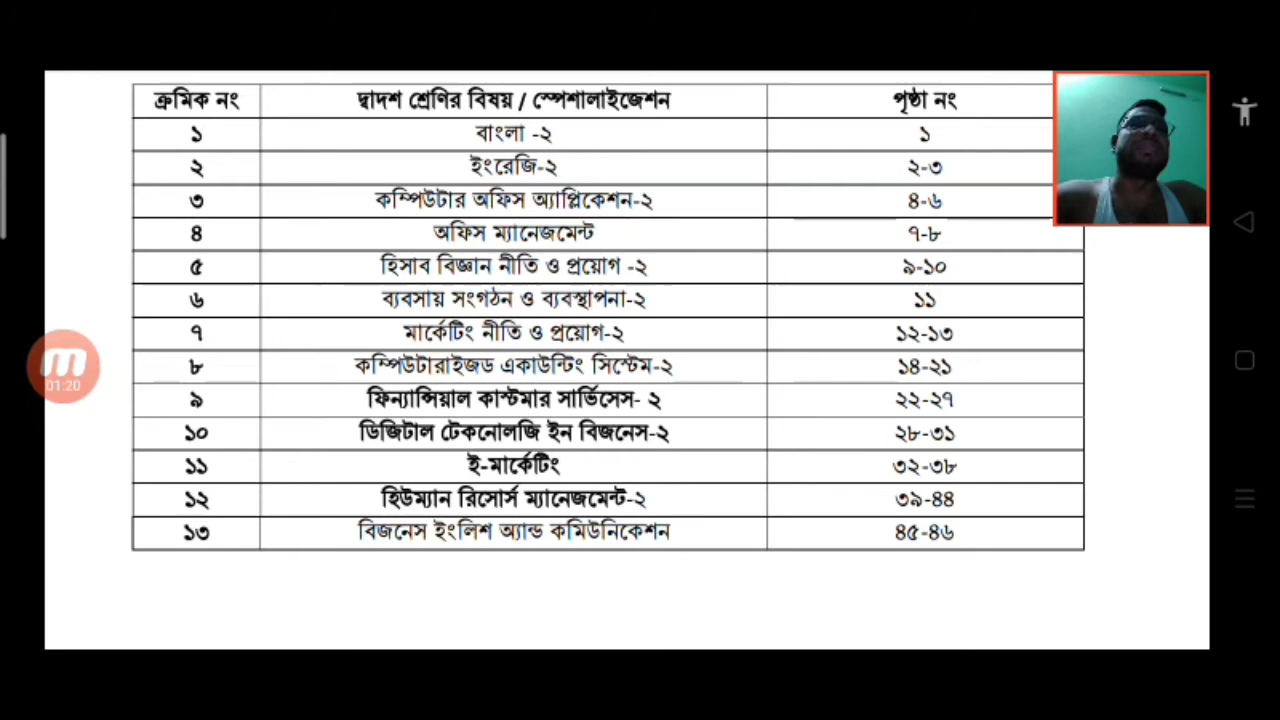 ক্রমিক নং দ্বাদশ শ্রেণির বিষয় / স্পেশালাইজেশন পৃষ্ঠা নং
১ বাংলা -২ ১
২ ইংরেজি-২ ২-৩
৩ কম্পিউটার অফিস অ্যাপ্লিকেশন-২ ৪-৬
৪ অফিস ম্যানেজমেন্ট ৭-৮
৫ হিসাব বিজ্ঞান নীতি ও প্রয়োগ -২ ৯-১০
৬ ব্যবসায় সংগঠন ও ব্যবস্থাপনা-২ ১১
৭ মার্কেটিং নীতি ও প্রয়োগ-২ ১২-১৩
৮ কম্পিউটারাইজড একাউন্টিং সিস্টেম-২ ১৪-২১
৯ ফিন্যান্সিয়াল কাস্টমার সার্ভিসেস- ২ ২২-২৭
১০ ডিজিটাল টেকনোলজি ইন বিজনেস-২ ২৮-৩১
১১ ই-মার্কেটিং ৩২-৩৮
১২ হিউম্যান রিসোর্স ম্যানেজমেন্ট-২ ৩৯-৪৪
১৩ বিজনেস ইংলিশ অ্যান্ড কমিউনিকেশন ৪৫-৪৬
01:20